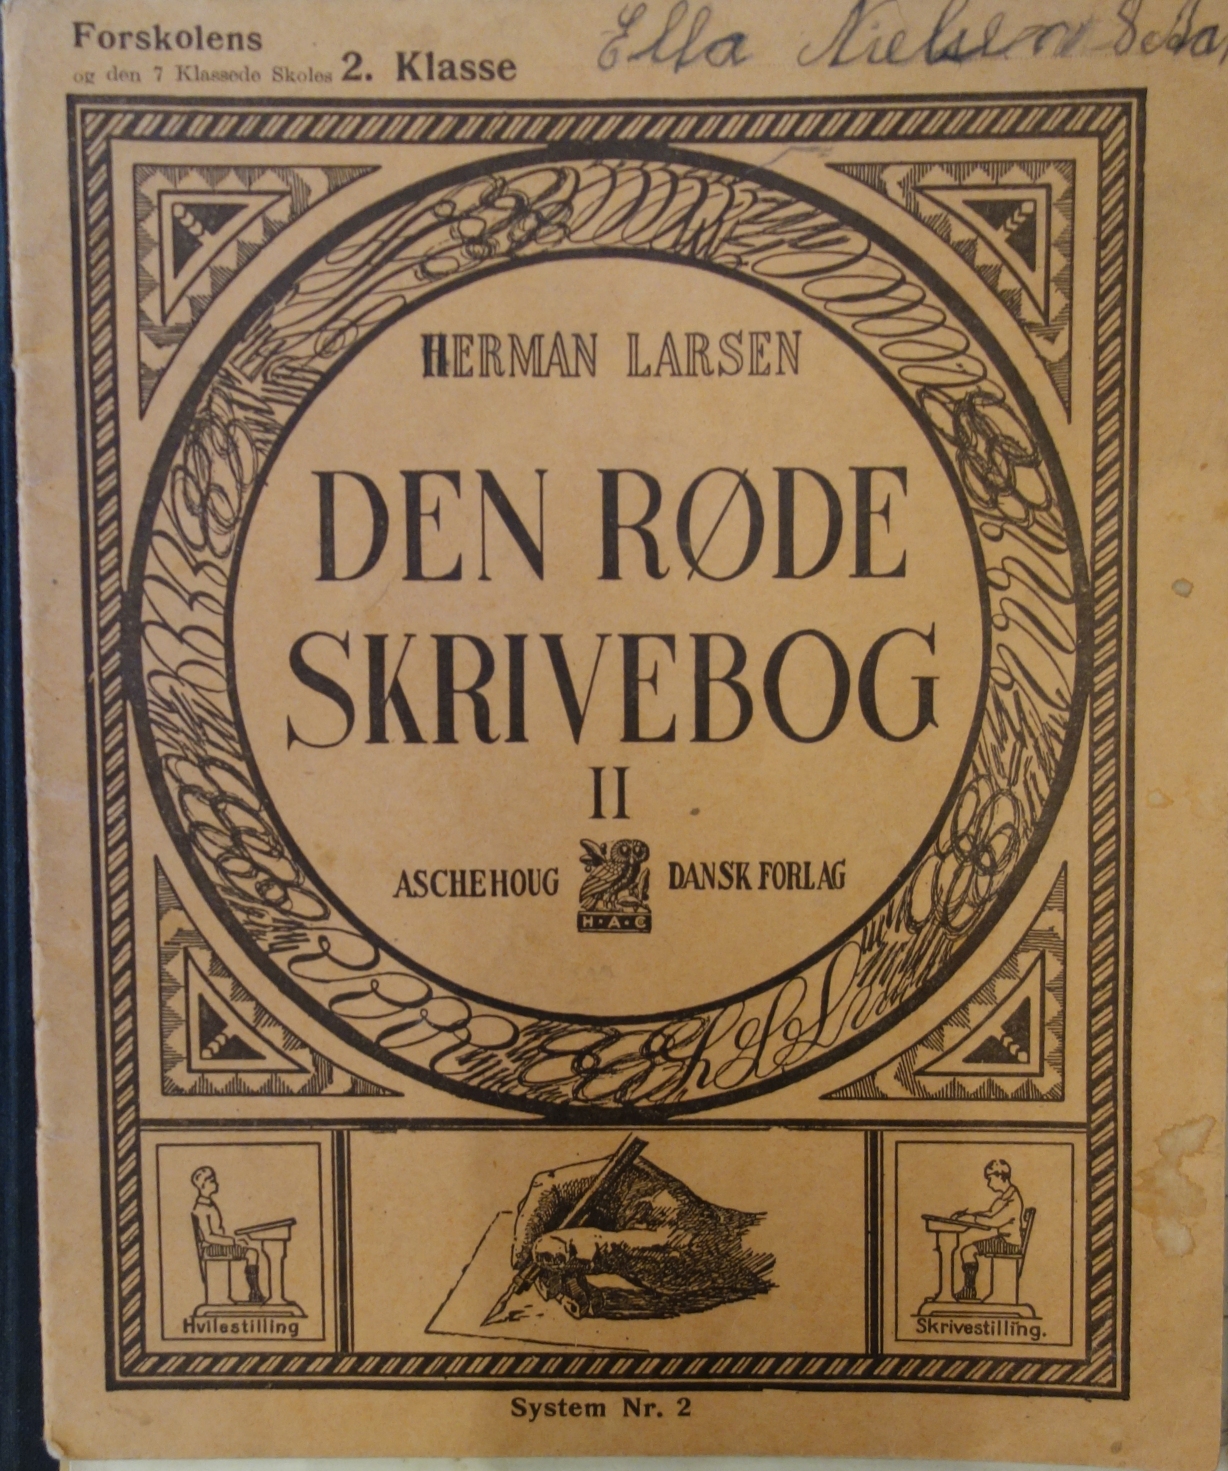 Forskolens
og den 7 Klassede Skoles 2. Klasse
Ella Nielsen
HERMAN LARSEN
DEN RØDE
SKRIVEBOG
II
ASCHEHOUG DANSK FORLAG
H·A·C
Hvilestilling
Skrivestilling.
System Nr. 2